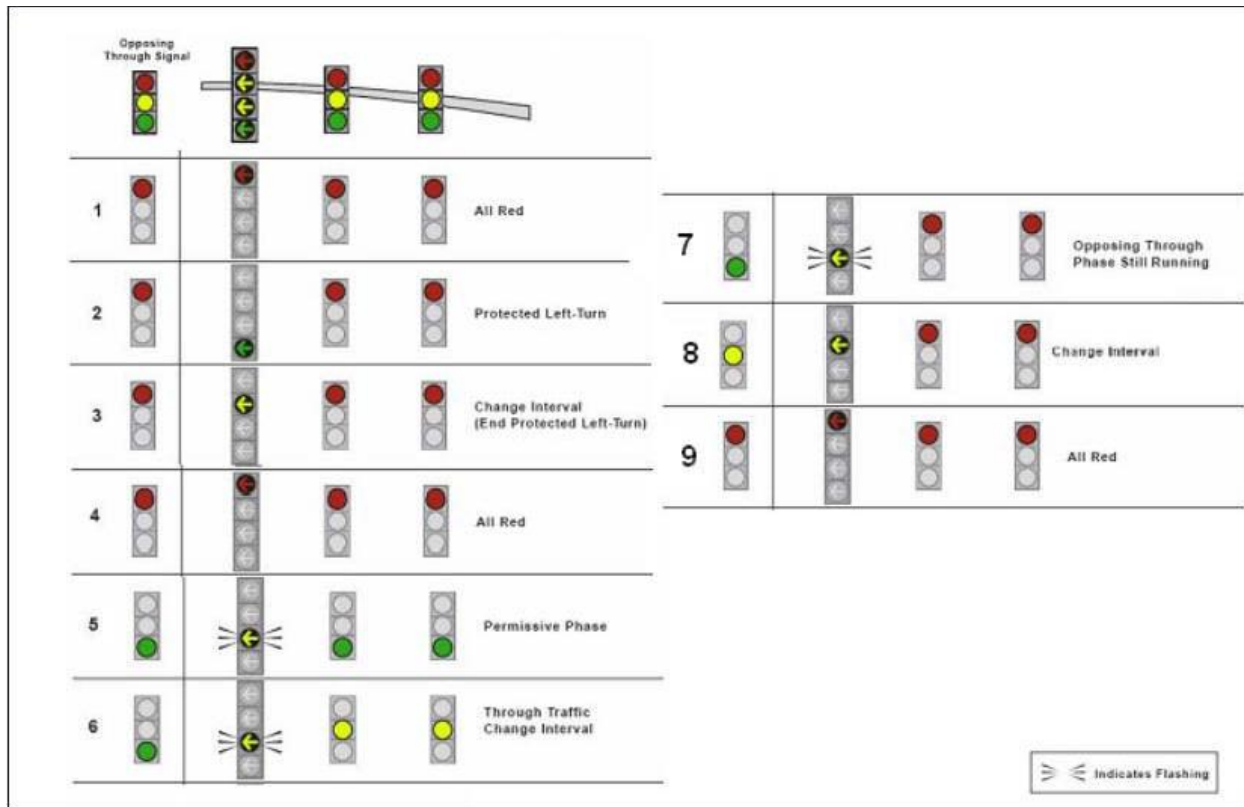 Opposing
Through Signal
1
All Red
2
Protected Left-Turn
3
Change Interval
(End Protected Left-Turn)
4
All Red
5
Permissive Phase
6
Through Traffic
Change Interval
7
Opposing Through
Phase Still Running
8
Change Interval
9
All Red
Indicates Flashing